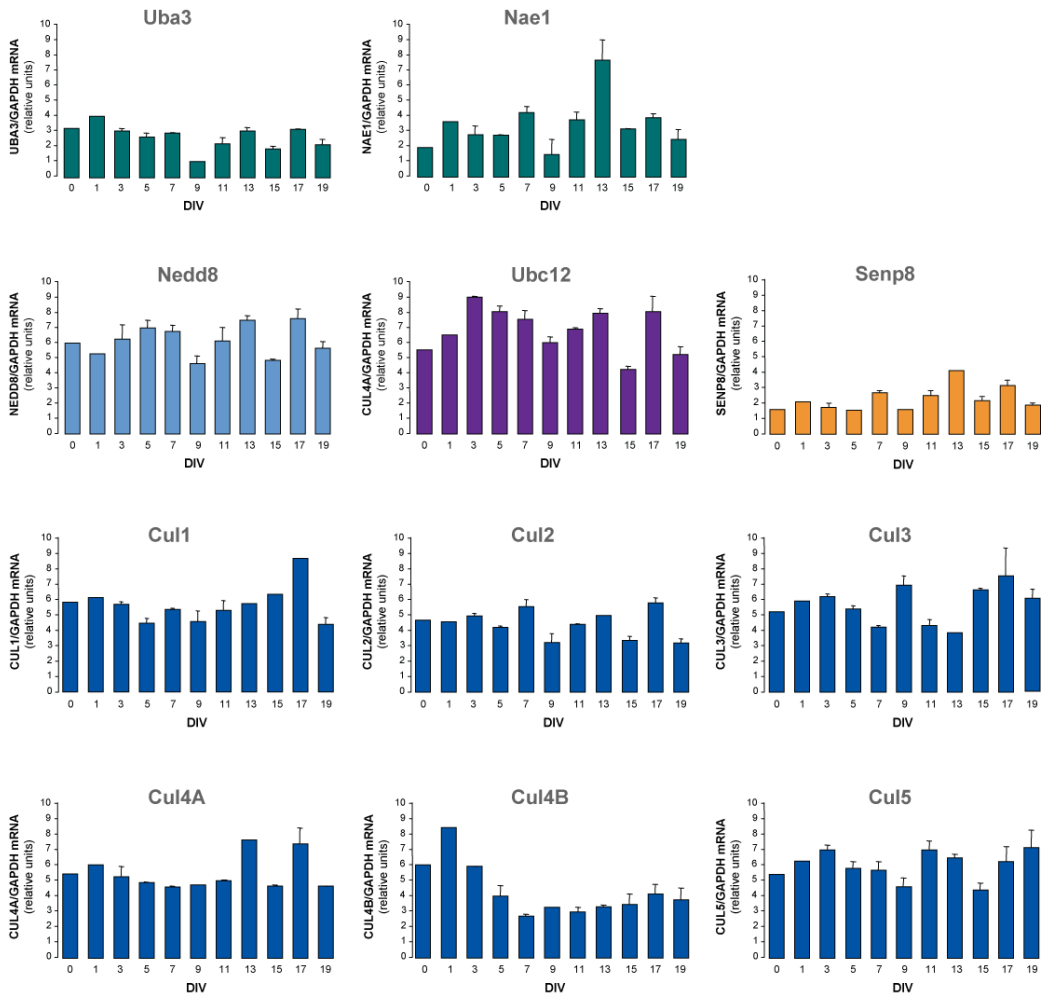 Uba3
UBA3/GAPDH mRNA
(relative units)
10
9
8
7
6
5
4
3
2
1
0
0 1 3 5 7 9 11 13 15 17 19
DIV
Nae1
NAE1/GAPDH mRNA
(relative units)
10
9
8
7
6
5
4
3
2
1
0
0 1 3 5 7 9 11 13 15 17 19
DIV
Nedd8
NEDD8/GAPDH mRNA
(relative units)
10
9
8
7
6
5
4
3
2
1
0
0 1 3 5 7 9 11 13 15 17 19
DIV
Ubc12
CUL4A/GAPDH mRNA
(relative units)
10
9
8
7
6
5
4
3
2
1
0
0 1 3 5 7 9 11 13 15 17 19
DIV
Senp8
SENP8/GAPDH mRNA
(relative units)
10
9
8
7
6
5
4
3
2
1
0
0 1 3 5 7 9 11 13 15 17 19
DIV
Cul1
CUL1/GAPDH mRNA
(relative units)
10
9
8
7
6
5
4
3
2
1
0
0 1 3 5 7 9 11 13 15 17 19
DIV
Cul2
CUL2/GAPDH mRNA
(relative units)
10
9
8
7
6
5
4
3
2
1
0
0 1 3 5 7 9 11 13 15 17 19
DIV
Cul3
CUL3/GAPDH mRNA
(relative units)
10
9
8
7
6
5
4
3
2
1
0
0 1 3 5 7 9 11 13 15 17 19
DIV
Cul4A
CUL4A/GAPDH mRNA
(relative units)
10
9
8
7
6
5
4
3
2
1
0
0 1 3 5 7 9 11 13 15 17 19
DIV
Cul4B
CUL4B/GAPDH mRNA
(relative units)
10
9
8
7
6
5
4
3
2
1
0
0 1 3 5 7 9 11 13 15 17 19
DIV
Cul5
CUL5/GAPDH mRNA
(relative units)
10
9
8
7
6
5
4
3
2
1
0
0 1 3 5 7 9 11 13 15 17 19
DIV